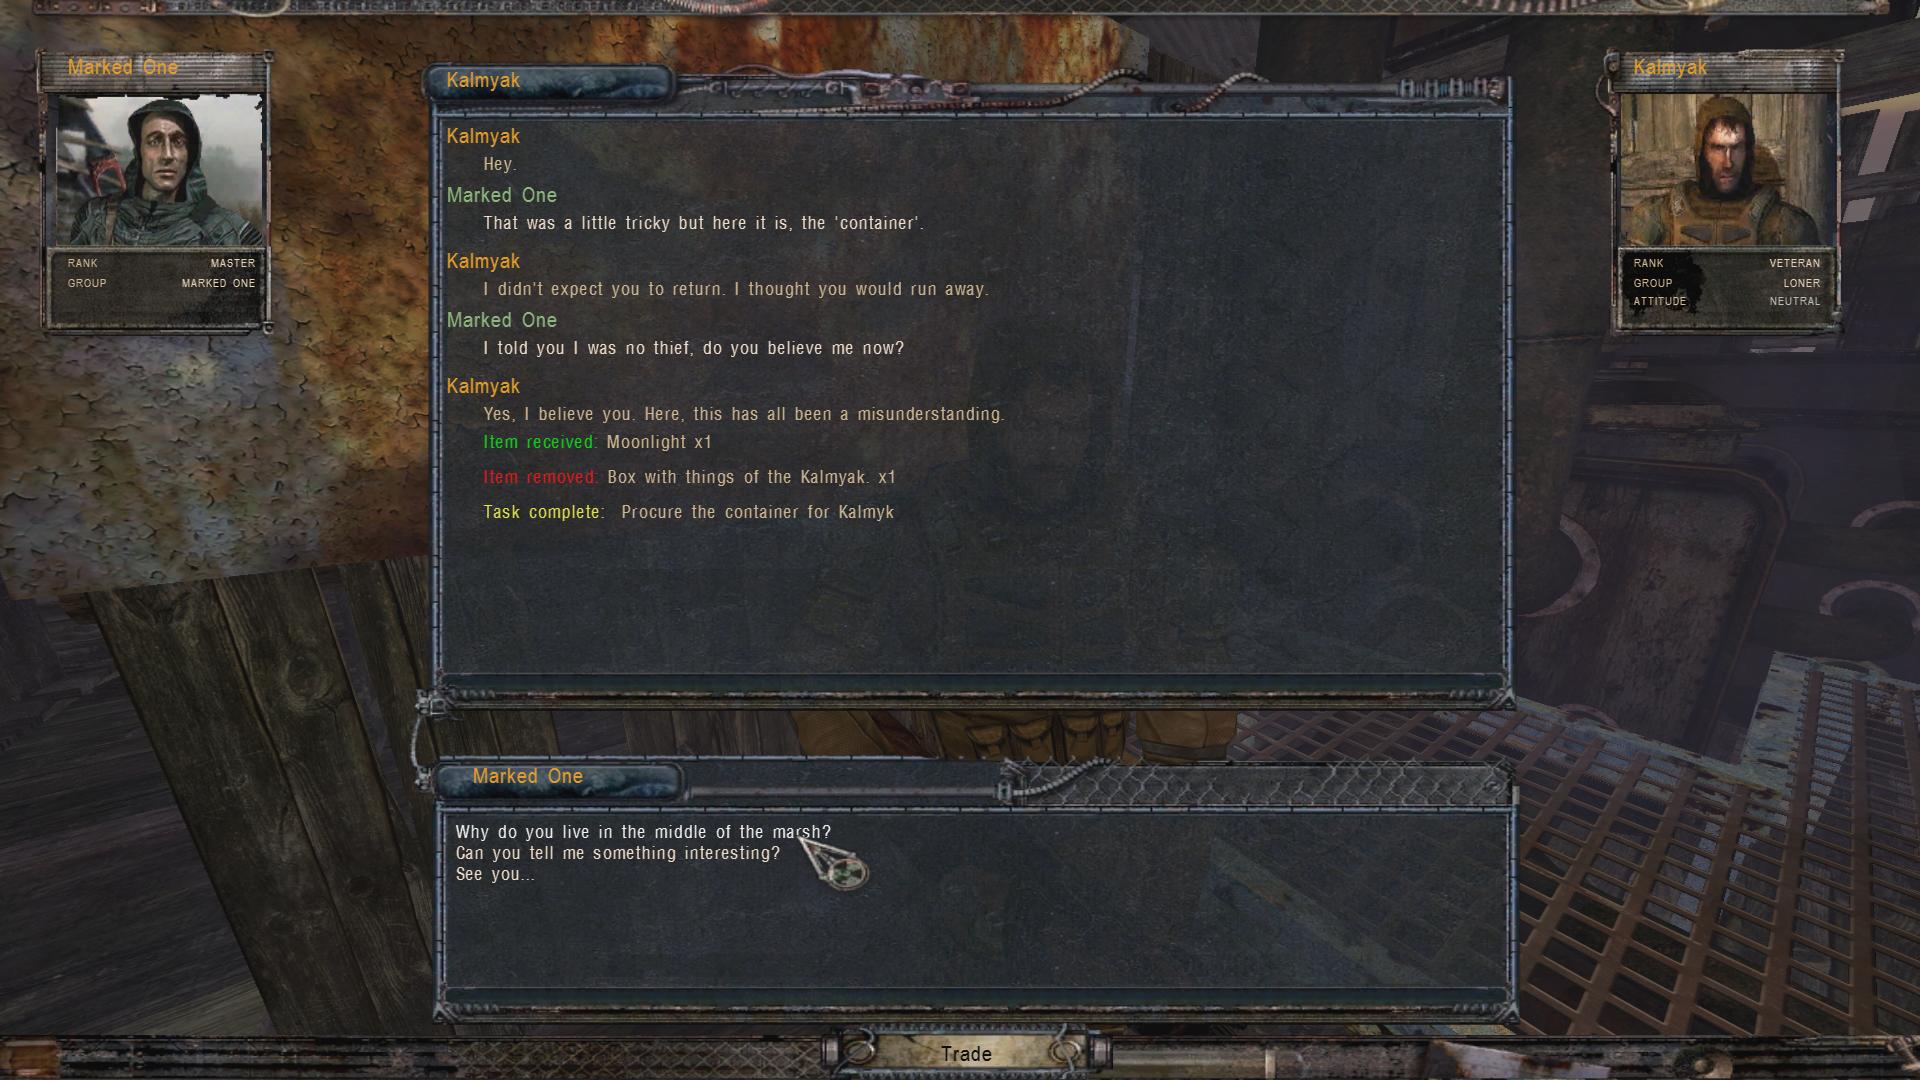 Marked One
RANK MASTER
GROUP MARKED ONE
Kalmyak
Kalmyak
Hey.
Marked One
That was a little tricky but here it is, the 'container'.
Kalmyak
I didn't expect you to return. I thought you would run away.
Marked One
I told you I was no thief, do you believe me now?
Kalmyak
Yes, I believe you. Here, this has all been a misunderstanding.
Item received: Moonlight x1
Item removed: Box with things of the Kalmyak. x1
Task complete: Procure the container for Kalmyk
Kalmyak
RANK VETERAN
GROUP LONER
ATTITUDE NEUTRAL
Marked One
Why do you live in the middle of the marsh?
Can you tell me something interesting?
See you...
Trade